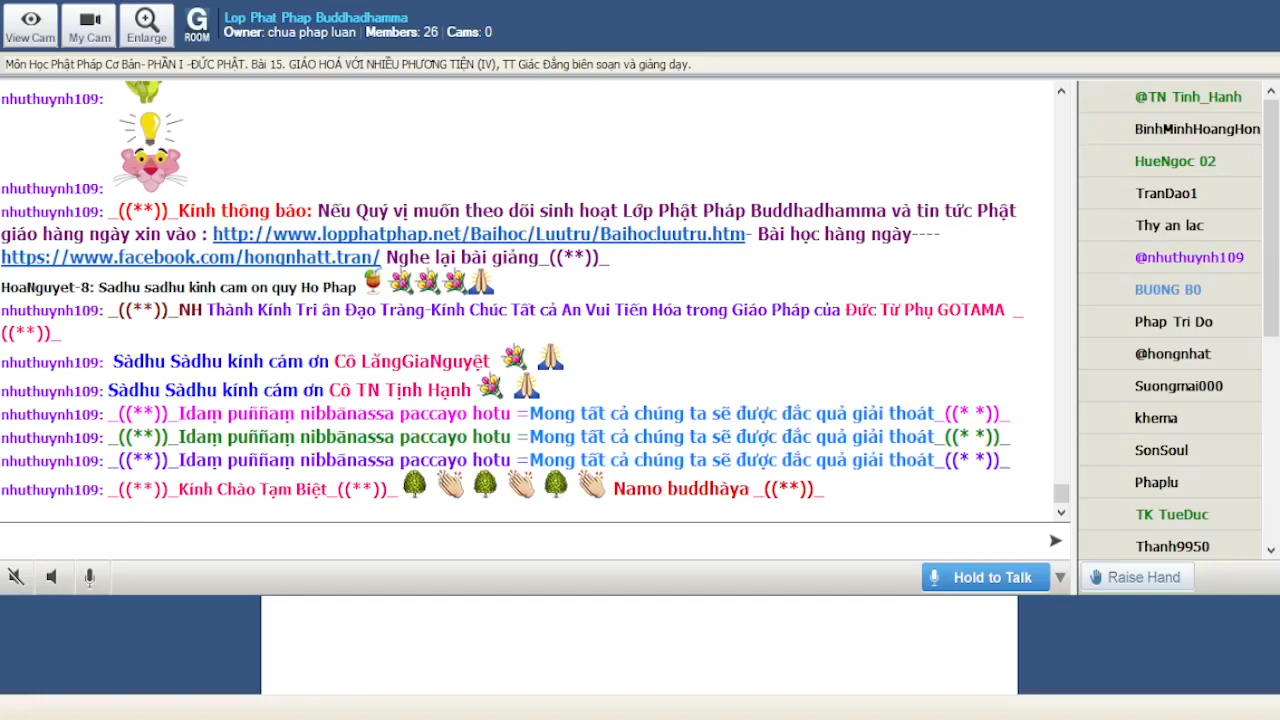 View Cam
My Cam
Enlarge
G
ROOM
Lop Phat Phap Buddhadhamma
Owner: chua phap luan | Members: 26 | Cams: 0
Môn Học Phật Pháp Cơ Bản- PHẦN I -ĐỨC PHẬT. Bài 15. GIÁO HOÁ VỚI NHIỀU PHƯƠNG TIỆN (IV), TT Giác Đẳng biên soạn và giảng dạy.
nhuthuynh109:
nhuthuynh109:
nhuthuynh109: _((**))_Kính thông báo: Nếu Quý vị muốn theo dõi sinh hoạt Lớp Phật Pháp Buddhadhamma và tin tức Phật
giáo hàng ngày xin vào : http://www.lopphatphap.net/Baihoc/Luutru/Baihocluutru.htm- Bài học hàng ngày----
https://www.facebook.com/hongnhatt.tran/ Nghe lại bài giảng_((**))_
HoaNguyet-8: Sadhu sadhu kinh cam on quy Ho Phap
nhuthuynh109: _((**))_NH Thành Kính Tri ân Đạo Tràng-Kính Chúc Tất cả An Vui Tiến Hóa trong Giáo Pháp của Đức Từ Phụ GOTAMA _
((**))_
nhuthuynh109: Sàdhu Sàdhu kính cám ơn Cô LăngGiaNguyệt
nhuthuynh109: Sàdhu Sàdhu kính cám ơn Cô TN Tịnh Hạnh
nhuthuynh109: _((**))_Idaṃ puññaṃ nibbānassa paccayo hotu =Mong tất cả chúng ta sẽ được đắc quả giải thoát_((* *))_
nhuthuynh109: _((**))_Idaṃ puññaṃ nibbānassa paccayo hotu =Mong tất cả chúng ta sẽ được đắc quả giải thoát_((* *))_
nhuthuynh109: _((**))_Idaṃ puññaṃ nibbānassa paccayo hotu =Mong tất cả chúng ta sẽ được đắc quả giải thoát_((* *))_
nhuthuynh109: _((**))_Kính Chào Tạm Biệt_((**))_ Namo buddhàya _((**))_
@TN Tinh_Hanh
BinhMinhHoangHon
HueNgoc 02
TranDao1
Thy an lac
@nhuthuynh109
BU0NG B0
Phap Tri Do
@hongnhat
Suongmai000
khema
SonSoul
Phaplu
TK TueDuc
Thanh9950
Hold to Talk
Raise Hand